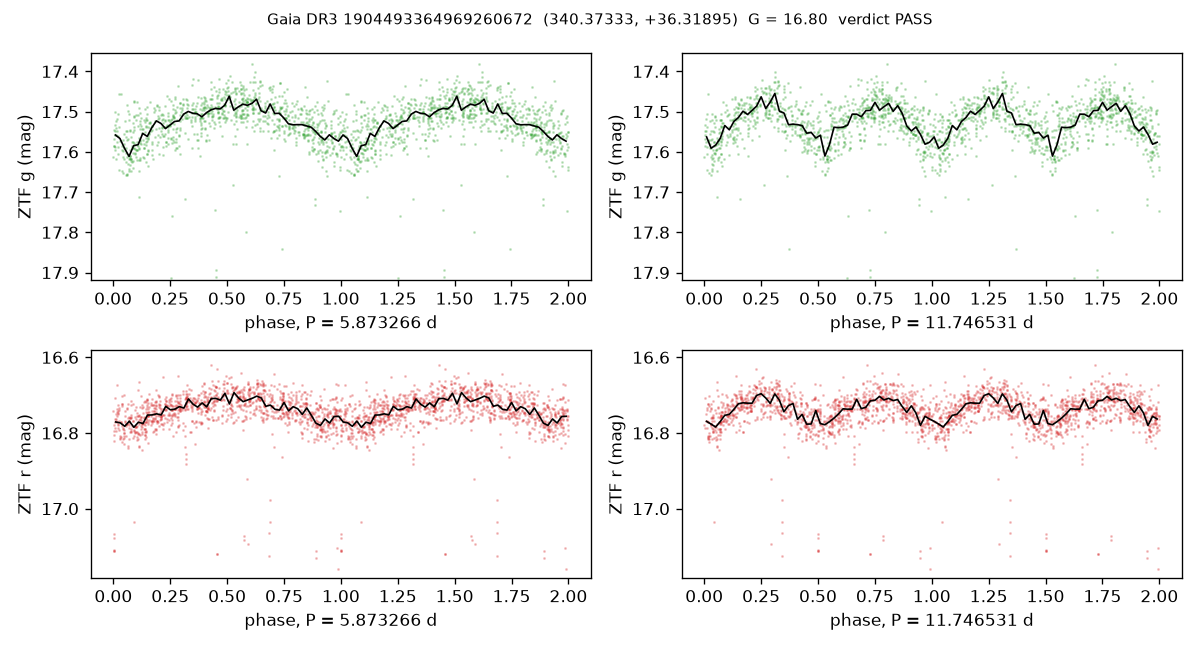 Gaia DR3 1904493364969260672 (340.37333, +36.31895) G = 16.80 verdict PASS
ZTF g (mag)
17.4
17.5
17.6
17.7
17.8
17.9
0.00 0.25 0.50 0.75 1.00 1.25 1.50 1.75 2.00
phase, P = 5.873266 d
ZTF g (mag)
17.4
17.5
17.6
17.7
17.8
17.9
0.00 0.25 0.50 0.75 1.00 1.25 1.50 1.75 2.00
phase, P = 11.746531 d
ZTF r (mag)
16.6
16.8
17.0
0.00 0.25 0.50 0.75 1.00 1.25 1.50 1.75 2.00
phase, P = 5.873266 d
ZTF r (mag)
16.6
16.8
17.0
0.00 0.25 0.50 0.75 1.00 1.25 1.50 1.75 2.00
phase, P = 11.746531 d